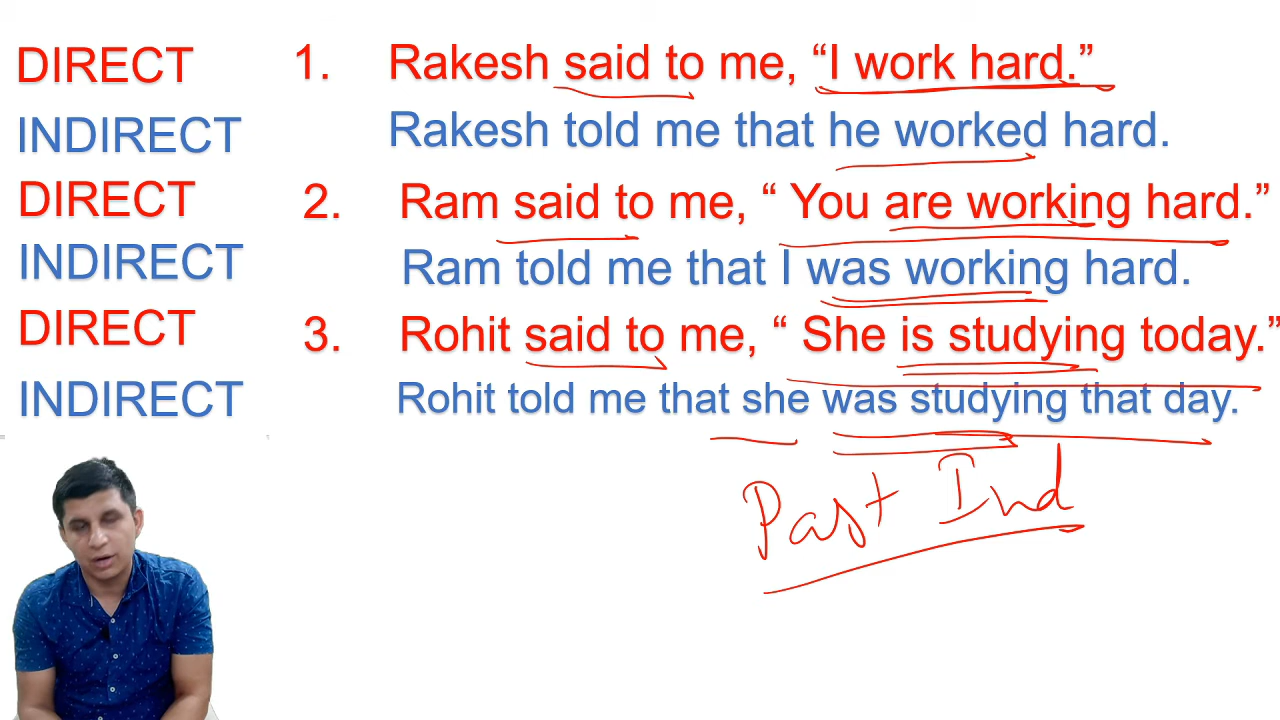 DIRECT 1. Rakesh said to me, “I work hard.”
INDIRECT Rakesh told me that he worked hard.
DIRECT 2. Ram said to me, “ You are working hard.”
INDIRECT Ram told me that I was working hard.
DIRECT 3. Rohit said to me, “ She is studying today.”
INDIRECT Rohit told me that she was studying that day.
Past Ind